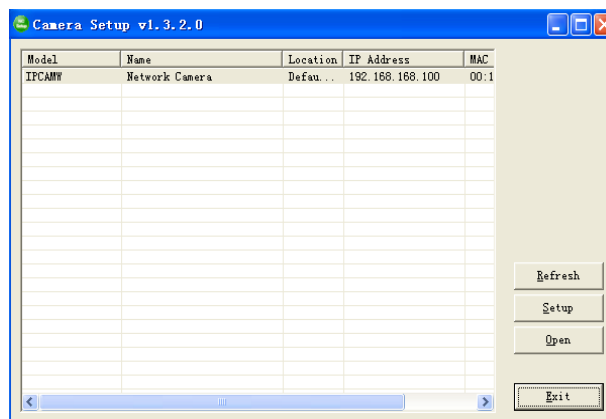 Camera Setup v1.3.2.0
Model Name Location IP Address MAC
IPCAMW Network Camera Defau... 192.168.168.100 00:1
Refresh
Setup
Open
Exit